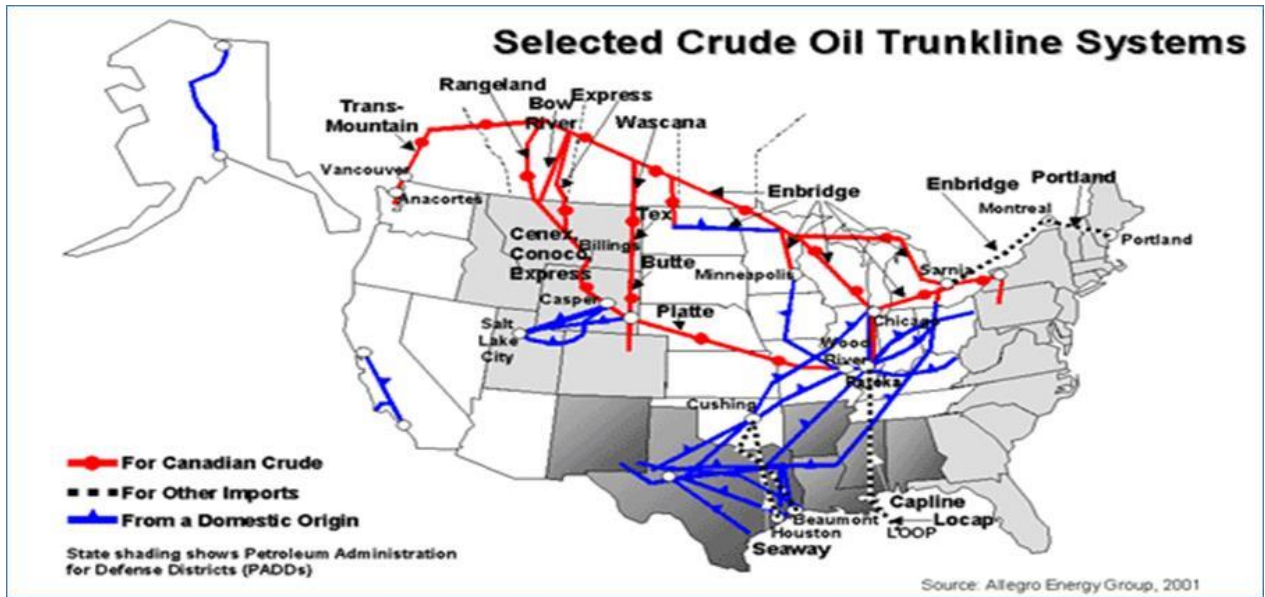 Selected Crude Oil Trunkline Systems
Rangeland
Express
Bow
River
Trans-
Mountain
Wascana
Vancouver
Anacortes
Enbridge
Enbridge
Portland
Montreal
Portland
Tex
Cenex,
Conoco,
Express
Billings
Butte
Minneapolis
Sarnia
Casper
Platte
Chicago
Salt
Lake
City
Wood
River
Patoka
Cushing
For Canadian Crude
For Other Imports
From a Domestic Origin
Capline
Beaumont
Locap
Houston
LOOP
Seaway
State shading shows Petroleum Administration
for Defense Districts (PADDs)
Source: Allegro Energy Group, 2001